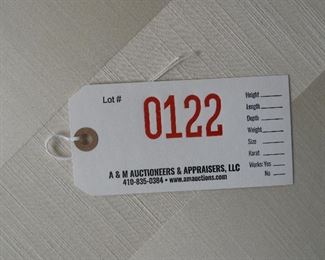 Lot #
0122
Height
Length
Depth
Weight
Size
Karat
Works: Yes
No
A & M AUCTIONEERS & APPRAISERS, LLC
410-835-0384 • www.amauctions.com